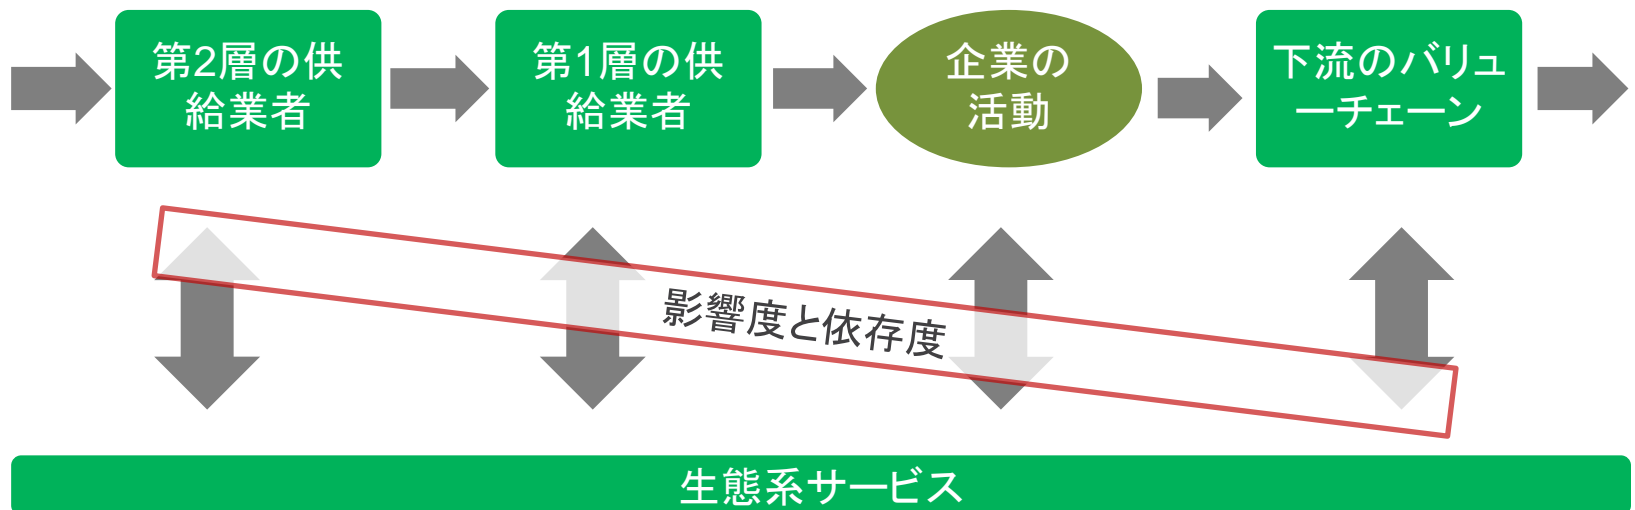 第2層の供
給業者
第1層の供
給業者
企業の
活動
下流のバリュ
ーチェーン
影響度と依存度
生態系サービス